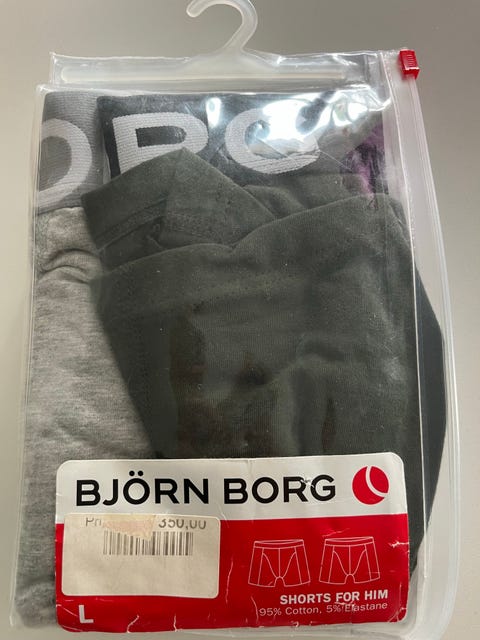 ORG
BJÖRN BORG
350,00
SHORTS FOR HIM
95% Cotton, 5% Elastane
L